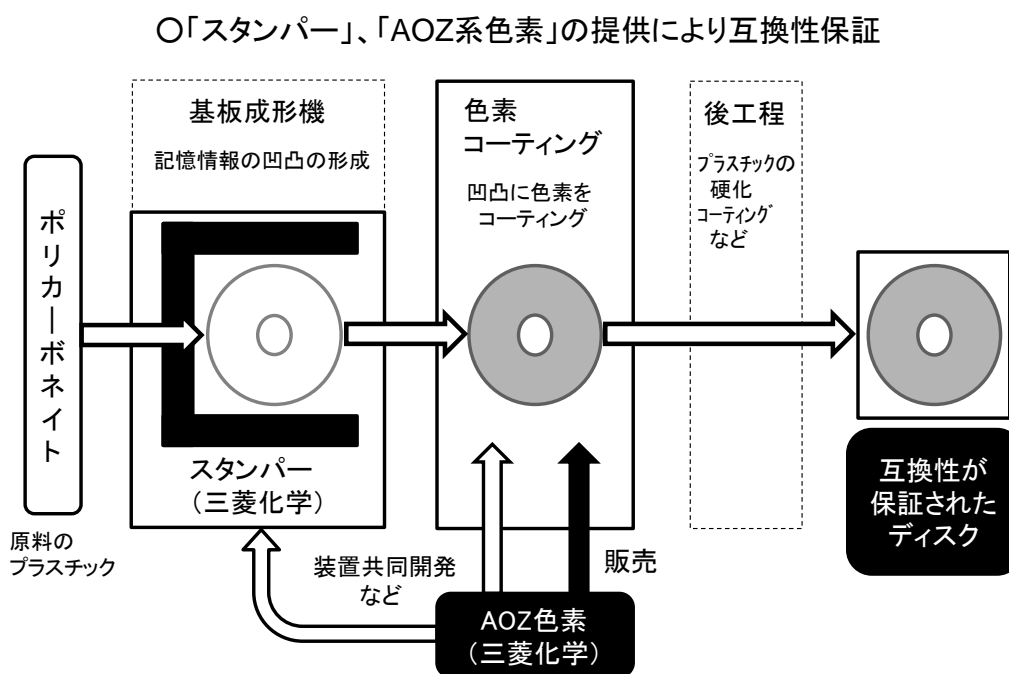 ○「スタンパー」、「AOZ系色素」の提供により互換性保証
基板成形機
記憶情報の凹凸の形成
色素
コーティング
凹凸に色素を
コーティング
後工程
プラスチックの
硬化
コーティング
など
ポリカーボネイト
原料の
プラスチック
スタンパー
（三菱化学）
装置共同開発
など
販売
AOZ色素
（三菱化学）
互換性が
保証された
ディスク